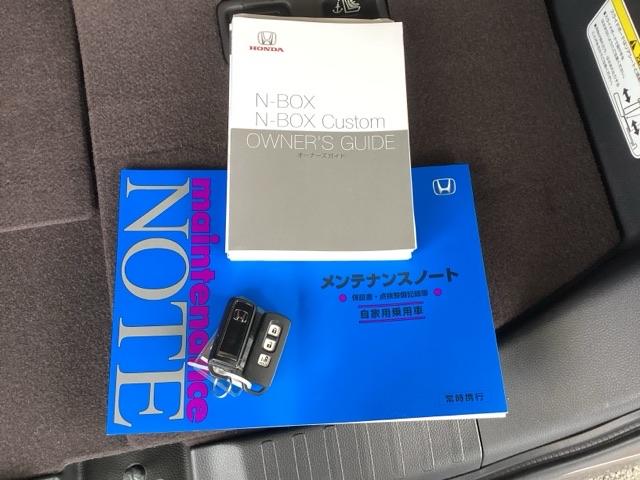 HONDA
N-BOX
N-BOX Custom
OWNER'S GUIDE
オーナーズガイド
maintenance
NOTE
メンテナンスノート
保証書・点検整備記録簿
自家用乗用車
常時携行